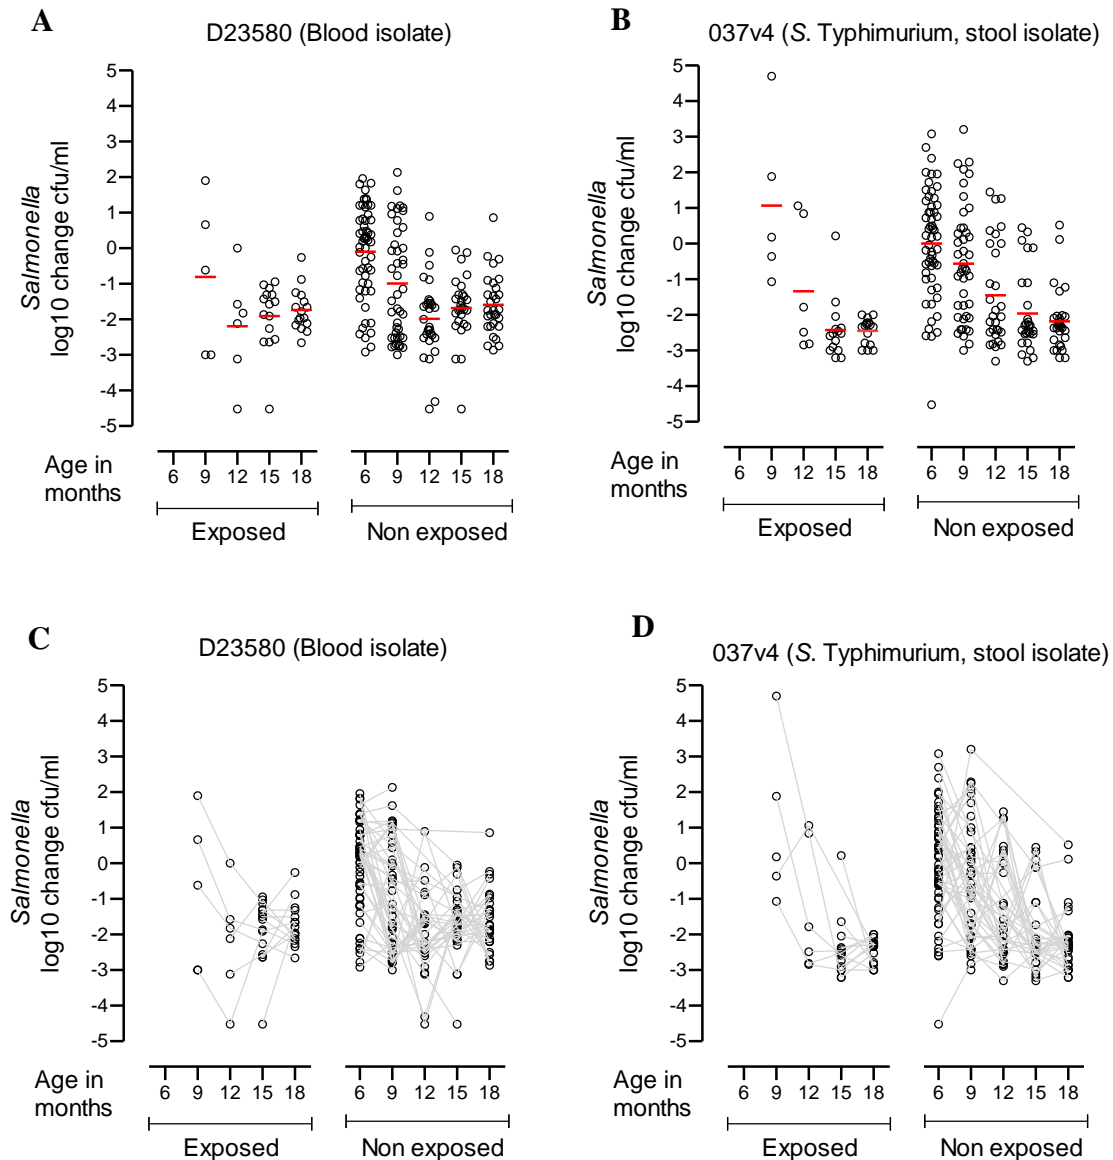 A
D23580 (Blood isolate)
Salmonella
log10 change cfu/ml
5
4
3
2
1
0
-1
-2
-3
-4
-5
Age in
months
6 9 12 15 18 6 9 12 15 18
Exposed Non exposed
B
037v4 (S. Typhimurium, stool isolate)
Salmonella
log10 change cfu/ml
5
4
3
2
1
0
-1
-2
-3
-4
-5
Age in
months
6 9 12 15 18 6 9 12 15 18
Exposed Non exposed
C
D23580 (Blood isolate)
Salmonella
log10 change cfu/ml
5
4
3
2
1
0
-1
-2
-3
-4
-5
Age in
months
6 9 12 15 18 6 9 12 15 18
Exposed Non exposed
D
037v4 (S. Typhimurium, stool isolate)
Salmonella
log10 change cfu/ml
5
4
3
2
1
0
-1
-2
-3
-4
-5
Age in
months
6 9 12 15 18 6 9 12 15 18
Exposed Non exposed